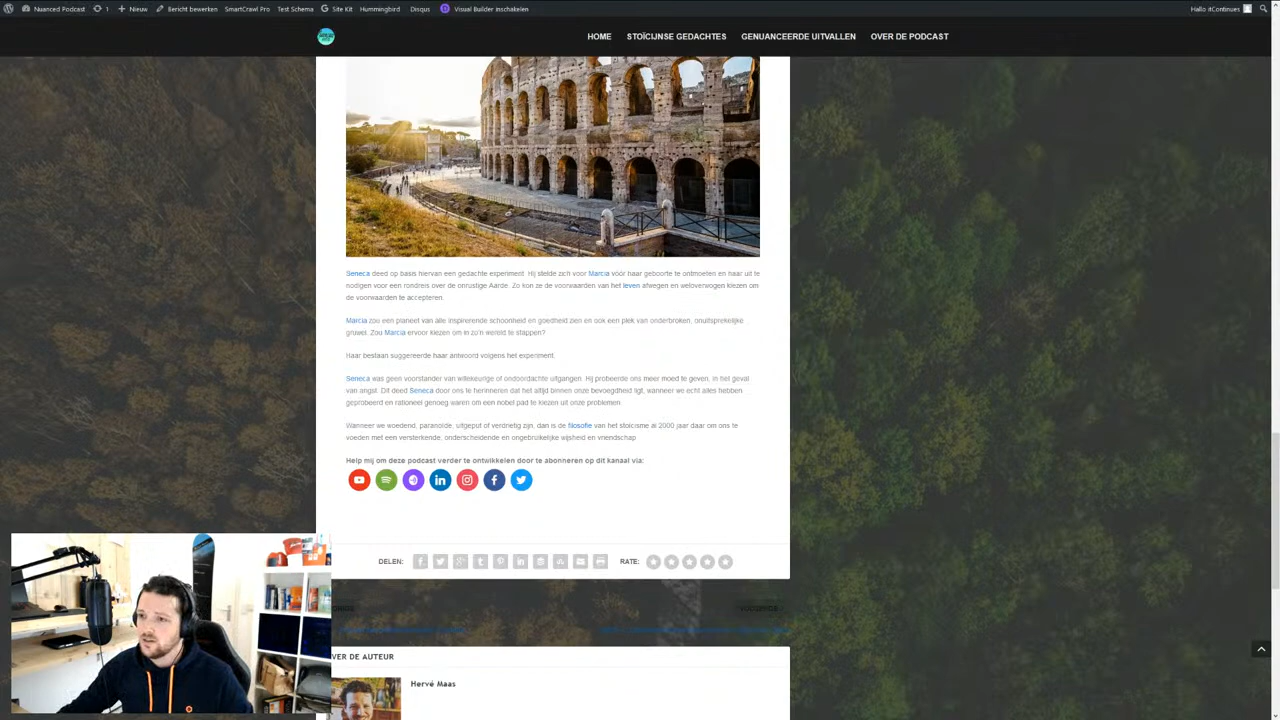 Nuanced Podcast 1 Nieuw Bericht bewerken SmartCrawl Pro Test Schema Site Kit Hummingbird Disqus Visual Builder inschakelen Hallo itContinues
HOME STOÏCIJNSE GEDACHTES GENUANCEERDE UITVALLEN OVER DE PODCAST
Seneca deed op basis hiervan een gedachte experiment. Hij stelde zich voor Marcia vóór haar geboorte te ontmoeten en haar uit te
nodigen voor een rondreis over de onrustige Aarde. Zo kon ze de voorwaarden van het leven afwegen en weloverwogen kiezen om
de voorwaarden te accepteren.
Marcia zou een planeet van alle inspirerende schoonheid en goedheid zien en ook een plek van onderbroken, onuitsprekelijke
gruwel. Zou Marcia ervoor kiezen om in zo'n wereld te stappen?
Haar bestaan suggereerde haar antwoord volgens het experiment.
Seneca was geen voorstander van willekeurige of ondoordachte uitgangen. Hij probeerde ons meer moed te geven, in het geval
van angst. Dit deed Seneca door ons te herinneren dat het altijd binnen onze bevoegdheid ligt, wanneer we echt alles hebben
geprobeerd en rationeel genoeg waren om een nobel pad te kiezen uit onze problemen.
Wanneer we woedend, paranoïde, uitgeput of verdrietig zijn, dan is de filosofie van het stoïcisme al 2000 jaar daar om ons te
voeden met een versterkende, onderscheidende en ongebruikelijke wijsheid en vriendschap
Help mij om deze podcast verder te ontwikkelen door te abonneren op dit kanaal via:
DELEN: RATE:
VER DE AUTEUR
Hervé Maas